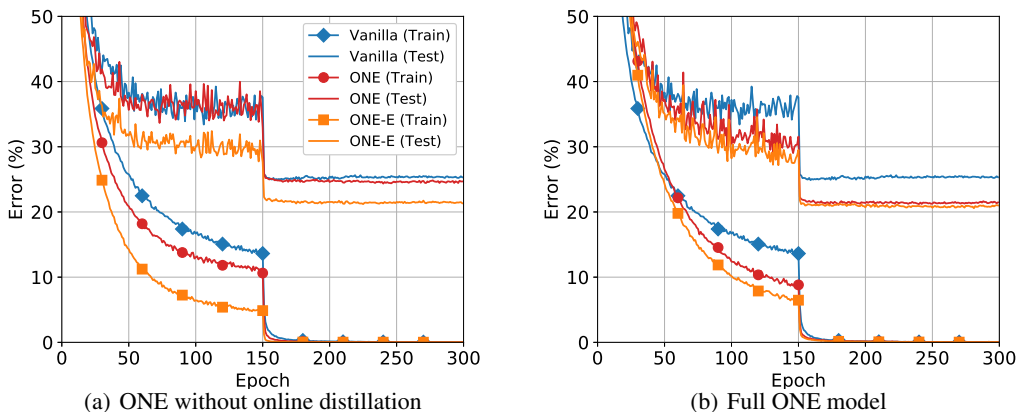 Error (%)
50
40
30
20
10
0
Vanilla (Train)
Vanilla (Test)
ONE (Train)
ONE (Test)
ONE-E (Train)
ONE-E (Test)
0 50 100 150 200 250 300
Epoch
(a) ONE without online distillation
Error (%)
50
40
30
20
10
0
0 50 100 150 200 250 300
Epoch
(b) Full ONE model